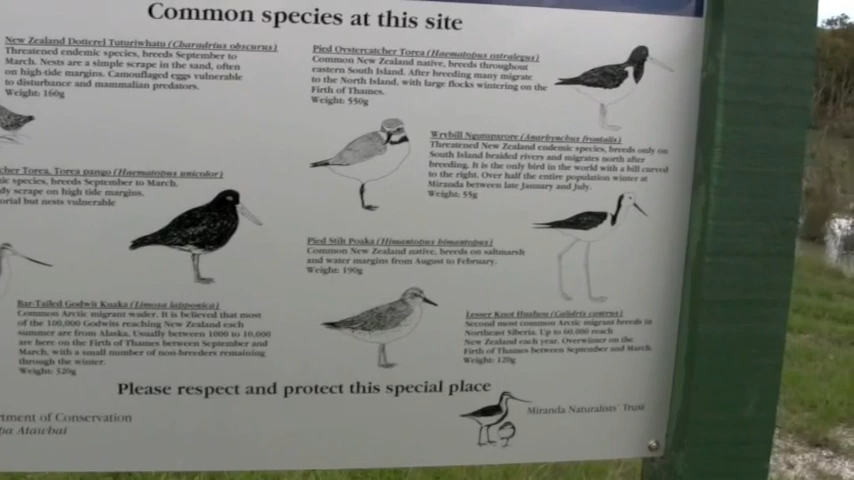 Common species at this site
New Zealand Dotterel Tuturiwhatu (Charadrius obscurus)
Threatened endemic species, breeds September to
March. Nests are a simple scrape in the sand, often
on high-tide margins. Camouflaged eggs vulnerable
to disturbance and mammalian predators.
Weight: 160g
Pied Oystercatcher Torea (Haematopus ostralegus)
Common New Zealand native, breeds throughout
eastern South Island. After breeding many migrate
to the North Island, with large flocks wintering on the
Firth of Thames.
Weight: 550g
Wrybill Ngutuparore (Anarhynchus frontalis)
Threatened New Zealand endemic species, breeds only on
South Island braided rivers and migrates north after
breeding. It is the only bird in the world with a bill curved
to the right. Over half the entire population winter at
Miranda between late January and July.
Weight: 55g
cher Torea, Torea pango (Haematopus unicolor)
ic species, breeds September to March.
dy scrape on high tide margins.
orial but nests vulnerable
Pied Stilt Poaka (Himantopus himantopus)
Common New Zealand native, breeds on saltmarsh
and water margins from August to February.
Weight: 190g
Bar-Tailed Godwit Kuaka (Limosa lapponica)
Common Arctic migrant wader. It is believed that most
of the 100,000 Godwits reaching New Zealand each
summer are from Alaska. Usually between 1000 to 10,000
are here on the Firth of Thames between September and
March, with a small number of non-breeders remaining
through the winter.
Weight: 320g
Lesser Knot Huahou (Calidris canutus)
Second most common Arctic migrant breeds in
Northeast Siberia. Up to 60,000 reach
New Zealand each year. Overwinter on the
Firth of Thames between September and March.
Weight: 120g
Please respect and protect this special place
rtment of Conservation
pa Atawhai
Miranda Naturalists' Trust